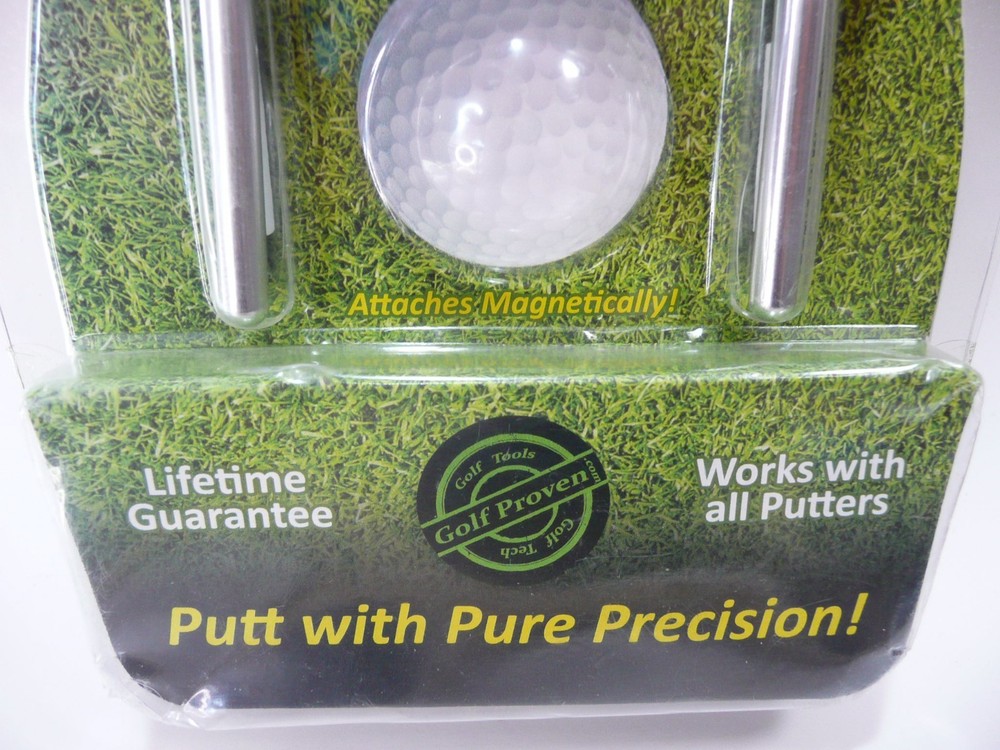 Attaches Magnetically!
Lifetime
Guarantee
Golf Tools
Golf Proven.com
Golf Tech
Works with
all Putters
Putt with Pure Precision!